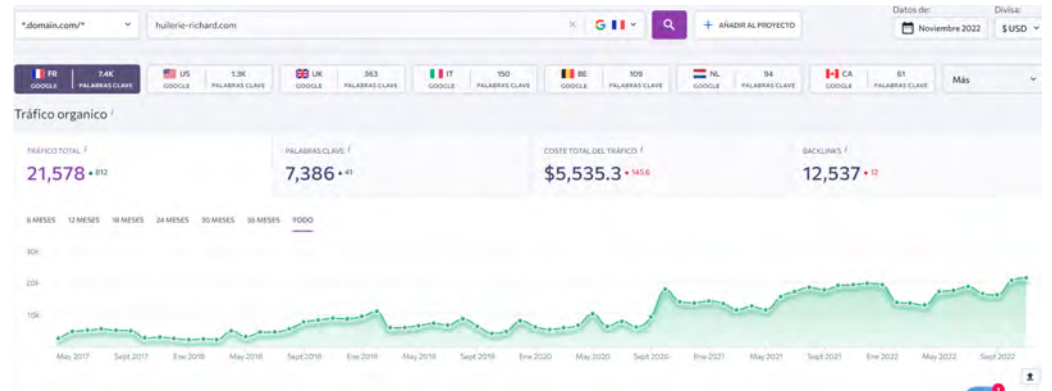 Datos de: Divisa:
*.domain.com/* huilerie-richard.com × + AÑADIR AL PROYECTO Noviembre 2022 $ USD
FR GOOGLE 7.4K PALABRAS CLAVE
US GOOGLE 1.3K PALABRAS CLAVE
UK GOOGLE 363 PALABRAS CLAVE
IT GOOGLE 150 PALABRAS CLAVE
BE GOOGLE 109 PALABRAS CLAVE
NL GOOGLE 94 PALABRAS CLAVE
CA GOOGLE 61 PALABRAS CLAVE
Más
Tráfico organico i
TRÁFICO TOTAL i PALABRAS CLAVE i COSTE TOTAL DEL TRÁFICO i BACKLINKS i
21,578 812 7,386 41 $5,535.3 145.6 12,537 12
6 MESES 12 MESES 18 MESES 24 MESES 30 MESES 36 MESES TODO
30k
20k
10k
May 2017 Sept 2017 Ene 2018 May 2018 Sept 2018 Ene 2019 May 2019 Sept 2019 Ene 2020 May 2020 Sept 2020 Ene 2021 May 2021 Sept 2021 Ene 2022 May 2022 Sept 2022